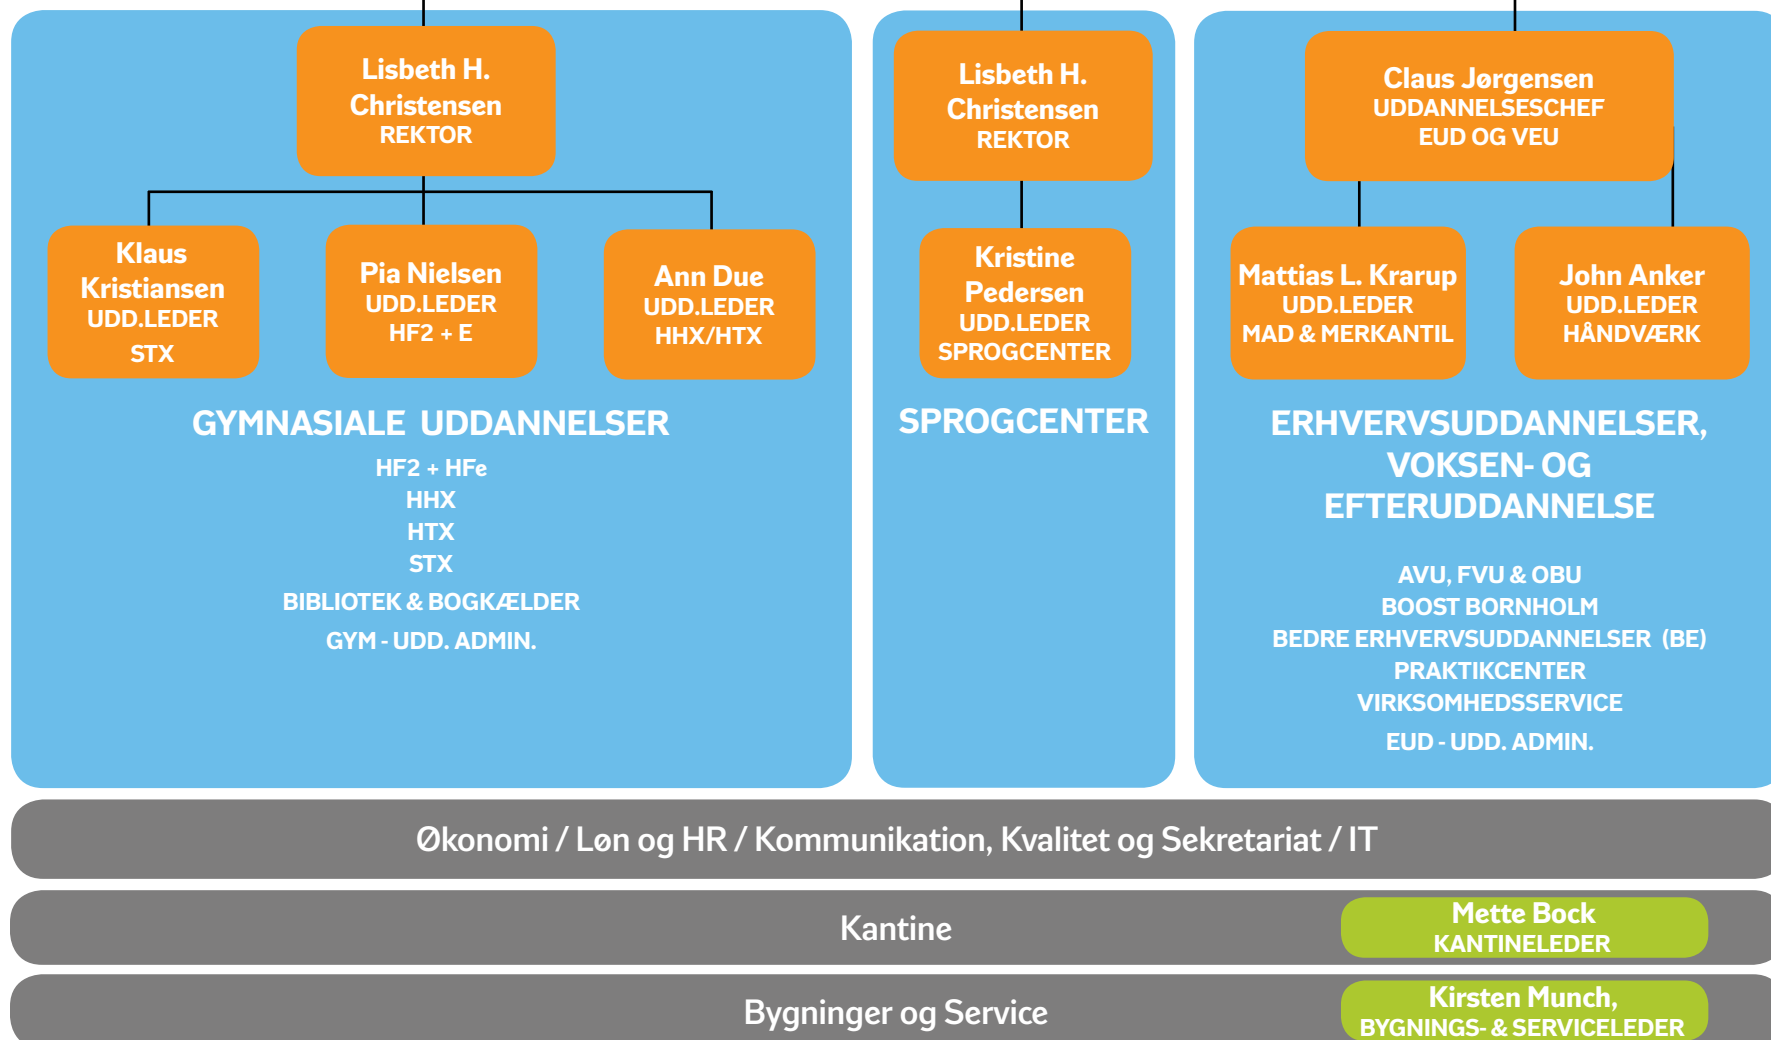 Lisbeth H.
Christensen
REKTOR
Klaus
Kristiansen
UDD.LEDER
STX
Pia Nielsen
UDD.LEDER
HF2 + E
Ann Due
UDD.LEDER
HHX/HTX
GYMNASIALE UDDANNELSER
HF2 + HFe
HHX
HTX
STX
BIBLIOTEK & BOGKÆLDER
GYM - UDD. ADMIN.
Lisbeth H.
Christensen
REKTOR
Kristine
Pedersen
UDD.LEDER
SPROGCENTER
SPROGCENTER
Claus Jørgensen
UDDANNELSESCHEF
EUD OG VEU
Mattias L. Krarup
UDD.LEDER
MAD & MERKANTIL
John Anker
UDD.LEDER
HÅNDVÆRK
ERHVERVSUDDANNELSER,
VOKSEN- OG
EFTERUDDANNELSE
AVU, FVU & OBU
BOOST BORNHOLM
BEDRE ERHVERVSUDDANNELSER (BE)
PRAKTIKCENTER
VIRKSOMHEDSSERVICE
EUD - UDD. ADMIN.
Økonomi / Løn og HR / Kommunikation, Kvalitet og Sekretariat / IT
Kantine
Mette Bock
KANTINELEDER
Bygninger og Service
Kirsten Munch,
BYGNINGS- & SERVICELEDER